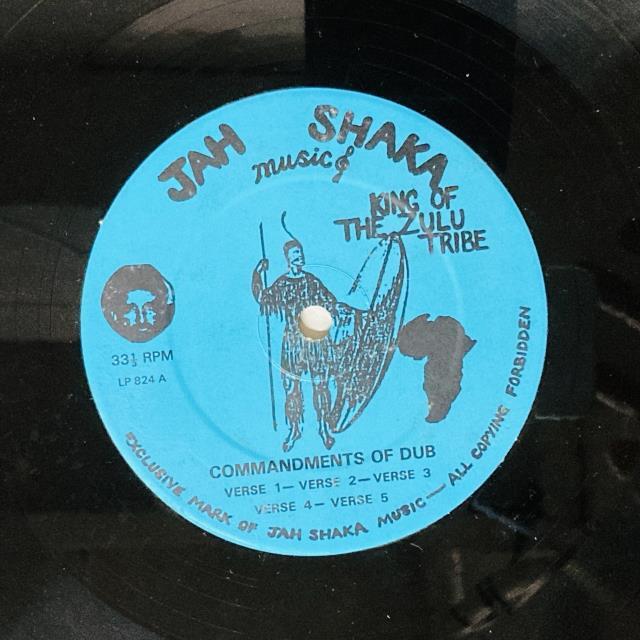 JAH SHAKA
music
KING OF
THE ZULU
TRIBE
33⅓ RPM
LP 824 A
COMMANDMENTS OF DUB
VERSE 1—VERSE 2—VERSE 3
VERSE 4—VERSE 5
EXCLUSIVE MARK OF JAH SHAKA MUSIC — ALL COPYING FORBIDDEN